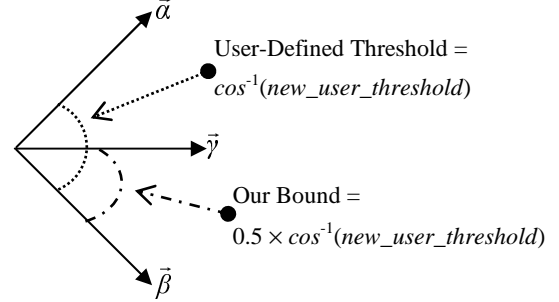 α⃗
User-Defined Threshold =
cos⁻¹(new_user_threshold)
γ⃗
Our Bound =
0.5 × cos⁻¹(new_user_threshold)
β⃗